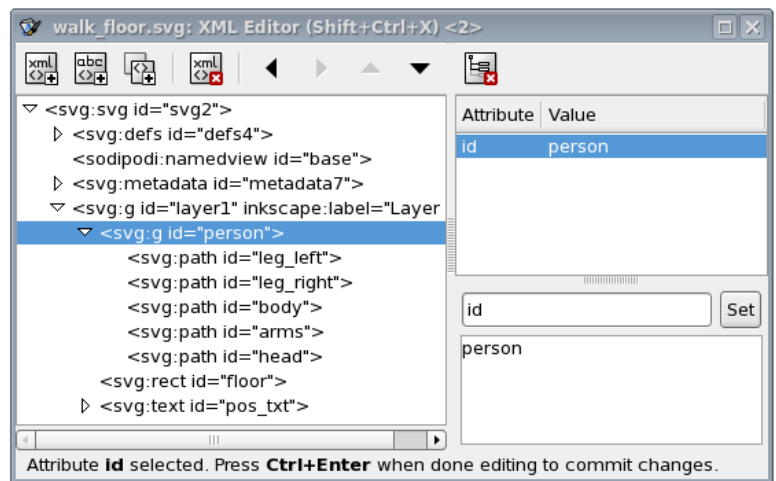 walk_floor.svg: XML Editor (Shift+Ctrl+X) <2>
xml
abc
xml
<svg:svg id="svg2">
<svg:defs id="defs4">
<sodipodi:namedview id="base">
<svg:metadata id="metadata7">
<svg:g id="layer1" inkscape:label="Layer
<svg:g id="person">
<svg:path id="leg_left">
<svg:path id="leg_right">
<svg:path id="body">
<svg:path id="arms">
<svg:path id="head">
<svg:rect id="floor">
<svg:text id="pos_txt">
Attribute Value
id person
id Set
person
Attribute id selected. Press Ctrl+Enter when done editing to commit changes.